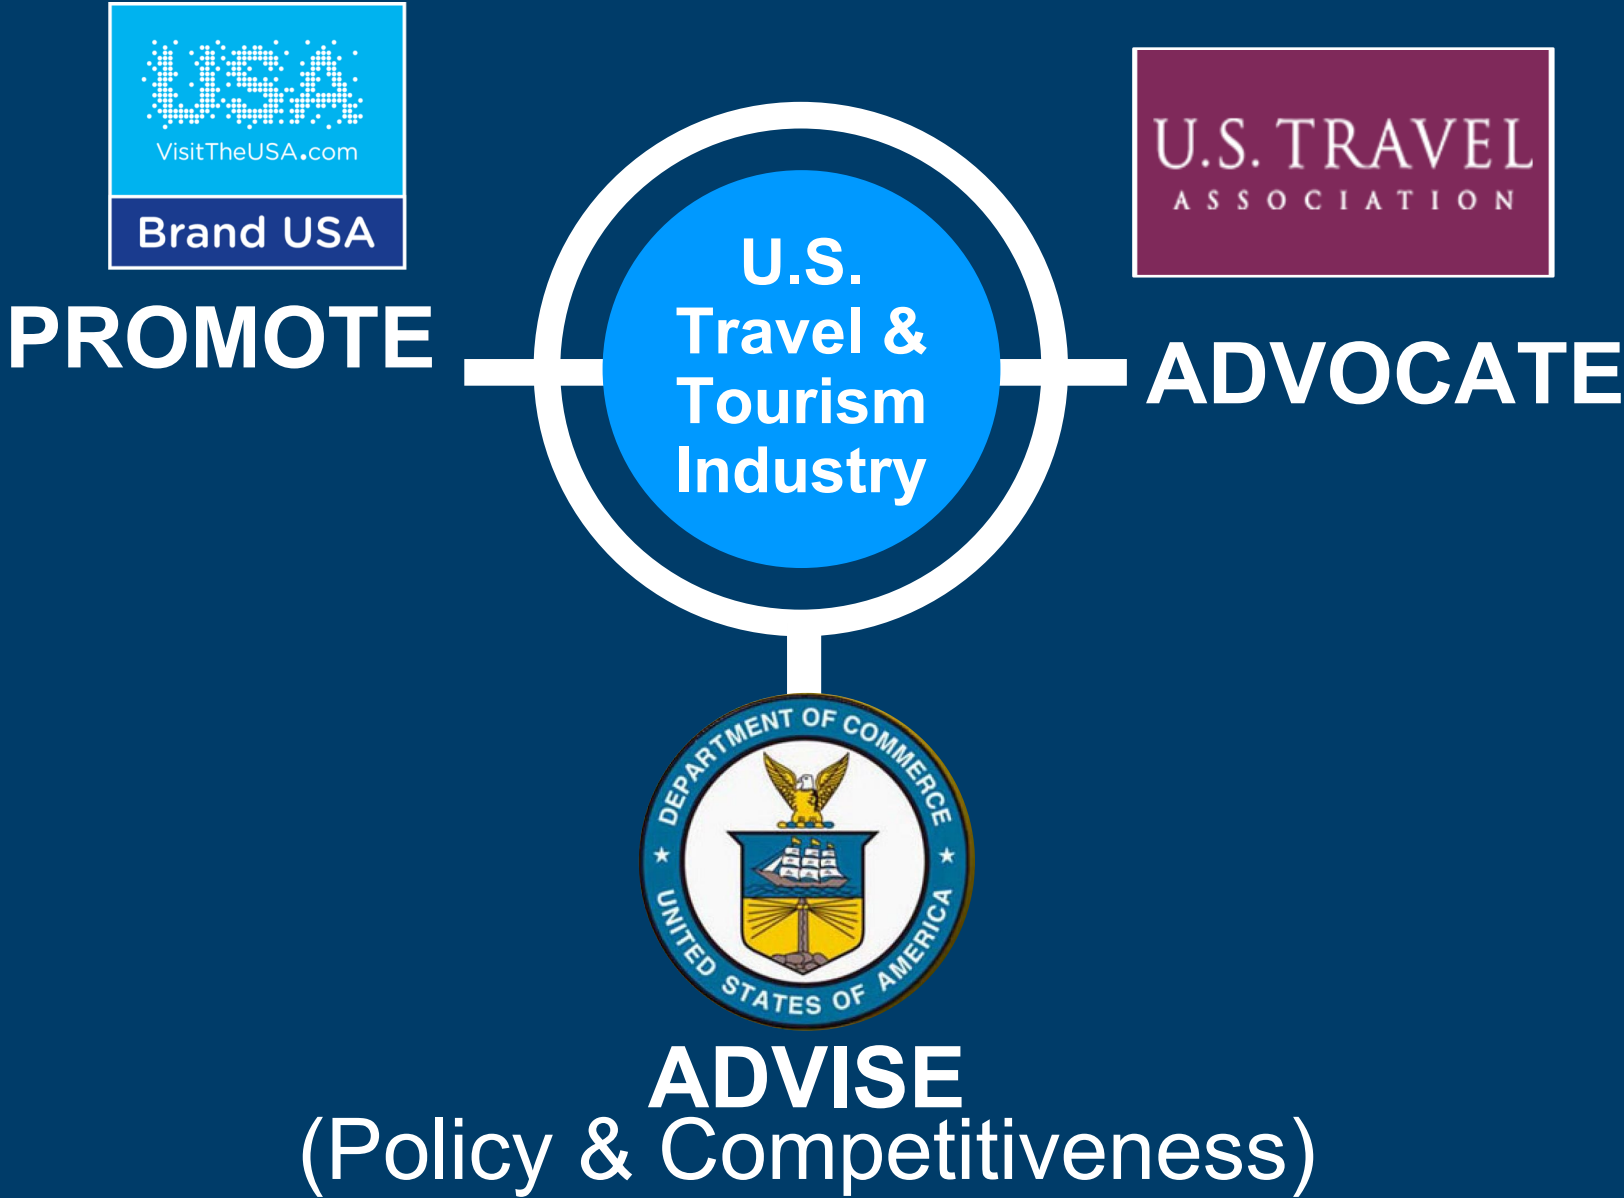 USA
VisitTheUSA.com
Brand USA
PROMOTE
U.S. TRAVEL
ASSOCIATION
ADVOCATE
U.S.
Travel &
Tourism
Industry
DEPARTMENT OF COMMERCE
UNITED STATES OF AMERICA
ADVISE
(Policy & Competitiveness)